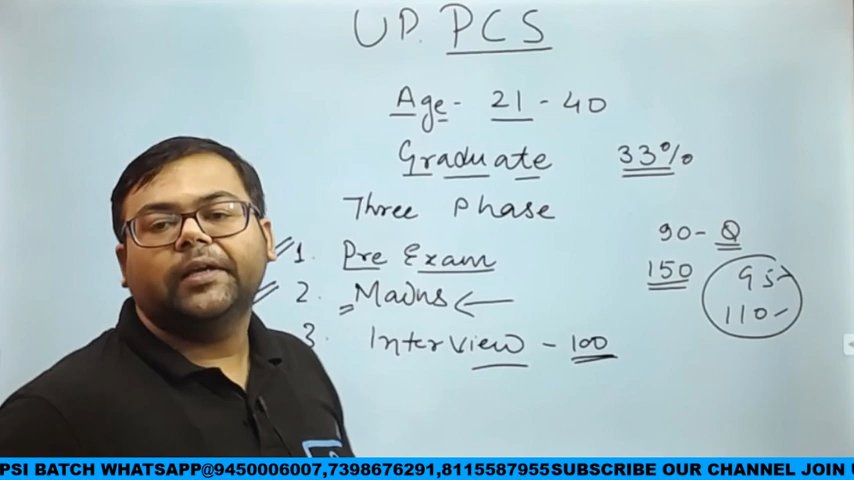 UP. PCS
Age - 21 - 40
Graduate 33%
Three Phase
1. Pre Exam
2. Mains
3. Interview - 100
90 - Q
150
95-
110-
PSI BATCH WHATSAPP@9450006007,7398676291,8115587955SUBSCRIBE OUR CHANNEL JOIN